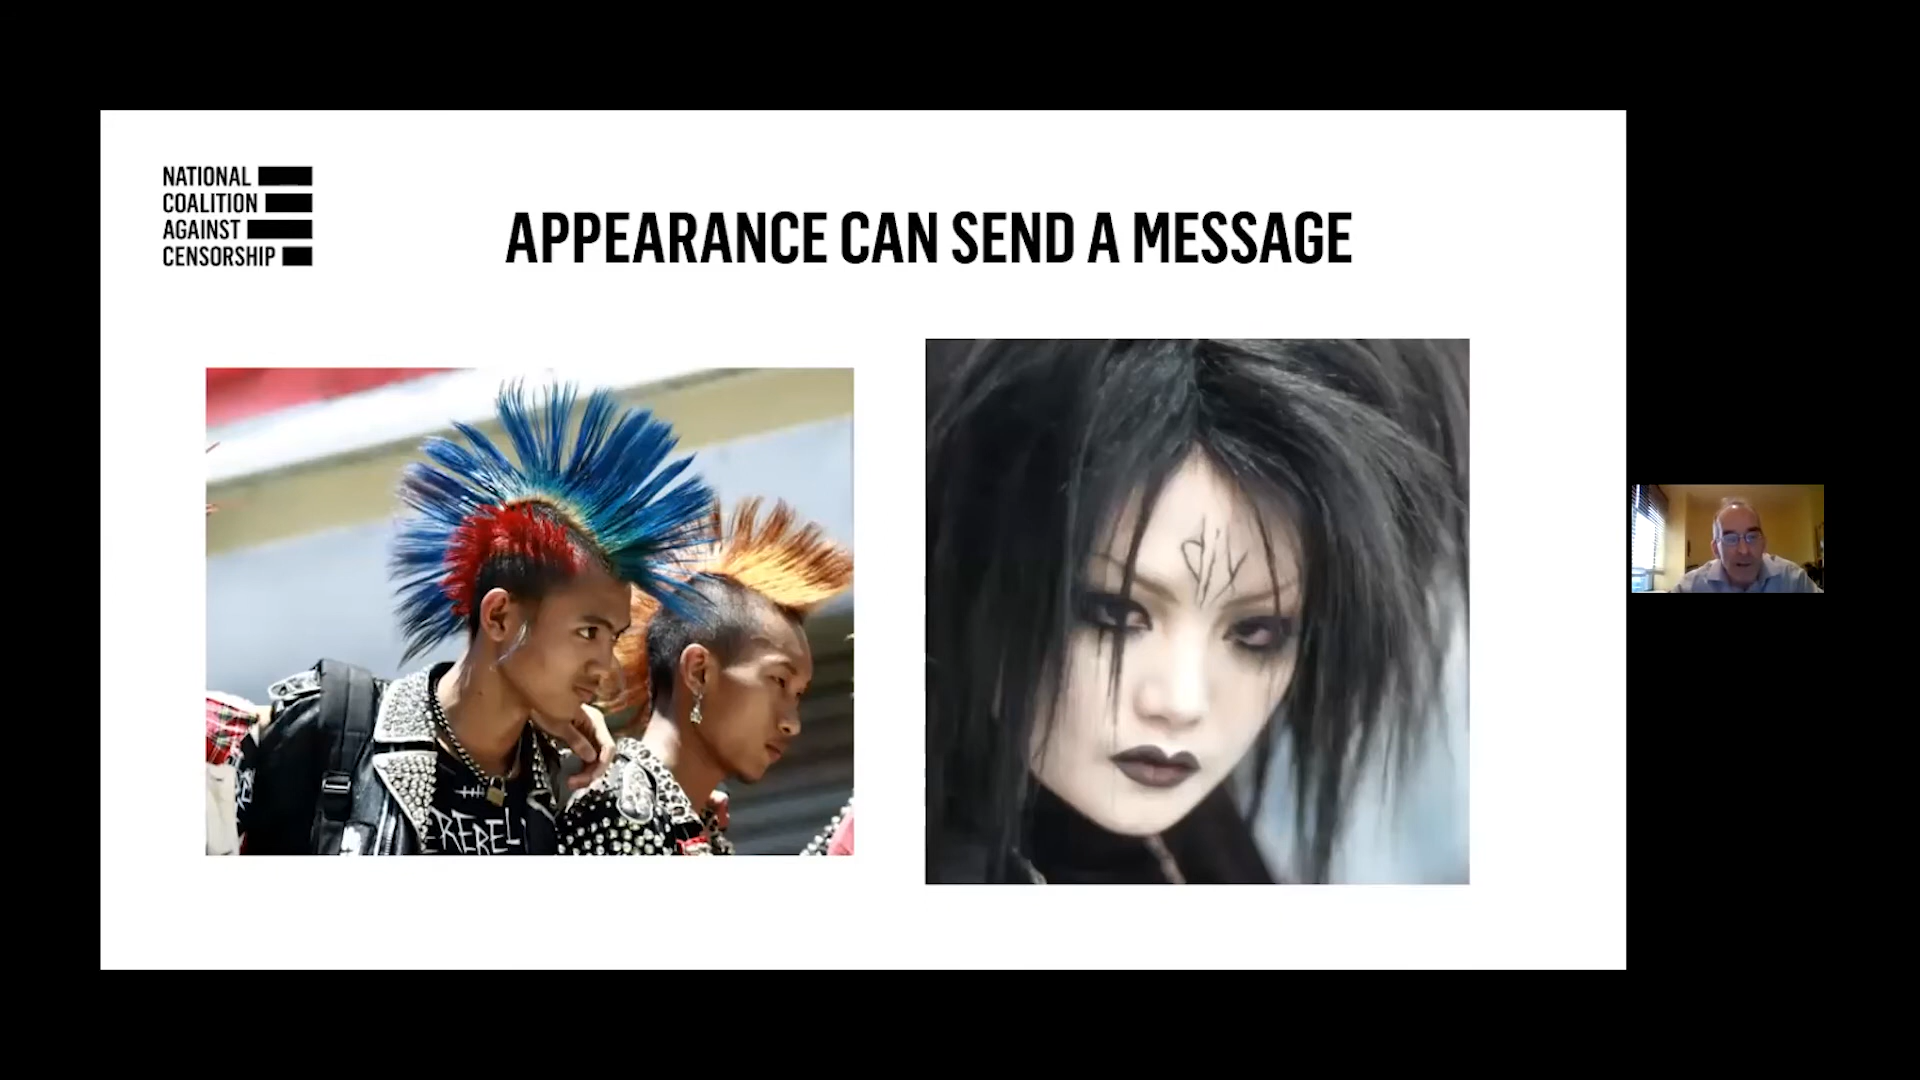 NATIONAL
COALITION
AGAINST
CENSORSHIP
APPEARANCE CAN SEND A MESSAGE
REBEL